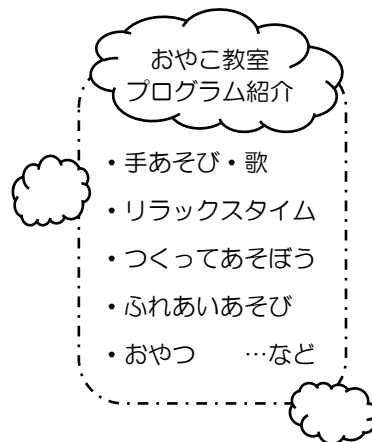 おやこ教室
プログラム紹介
・手あそび・歌
・リラックスタイム
・つくってあそぼう
・ふれあいあそび
・おやつ　　…など